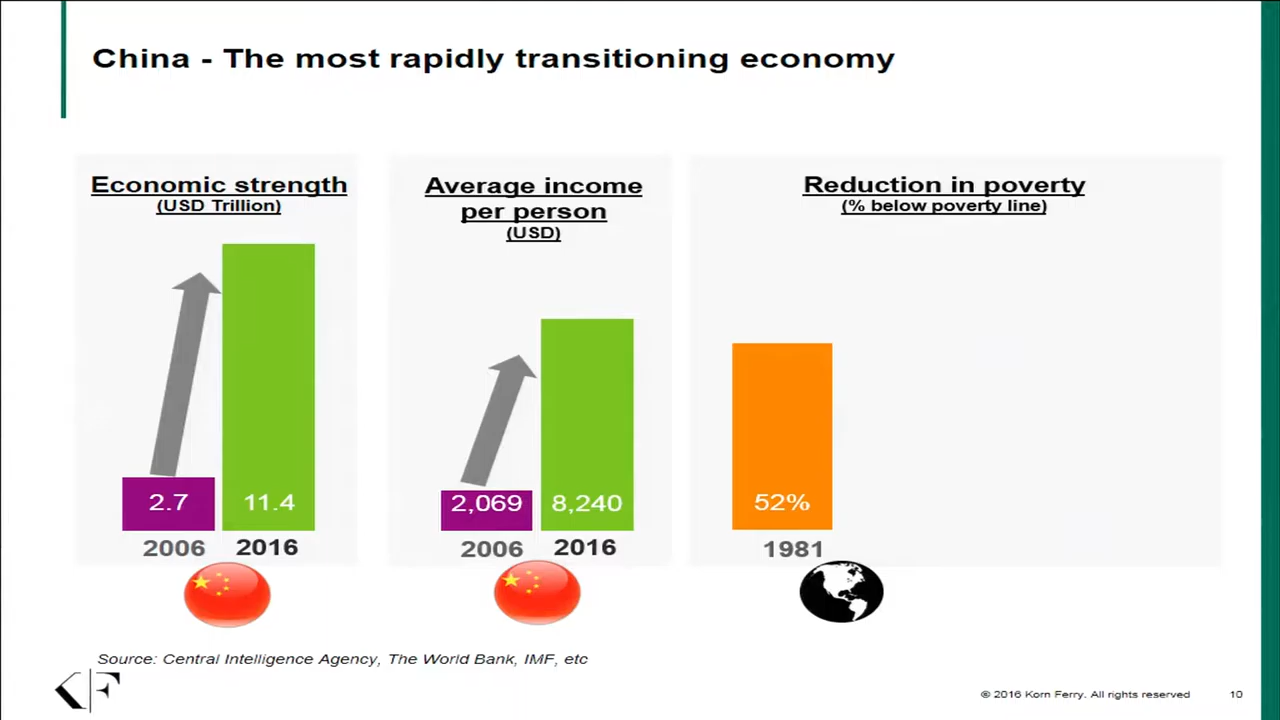 China - The most rapidly transitioning economy
Economic strength
(USD Trillion)
2.7
11.4
2006
2016
Average income
per person
(USD)
2,069
8,240
2006
2016
Reduction in poverty
(% below poverty line)
52%
1981
Source: Central Intelligence Agency, The World Bank, IMF, etc
KF
© 2016 Korn Ferry. All rights reserved
10